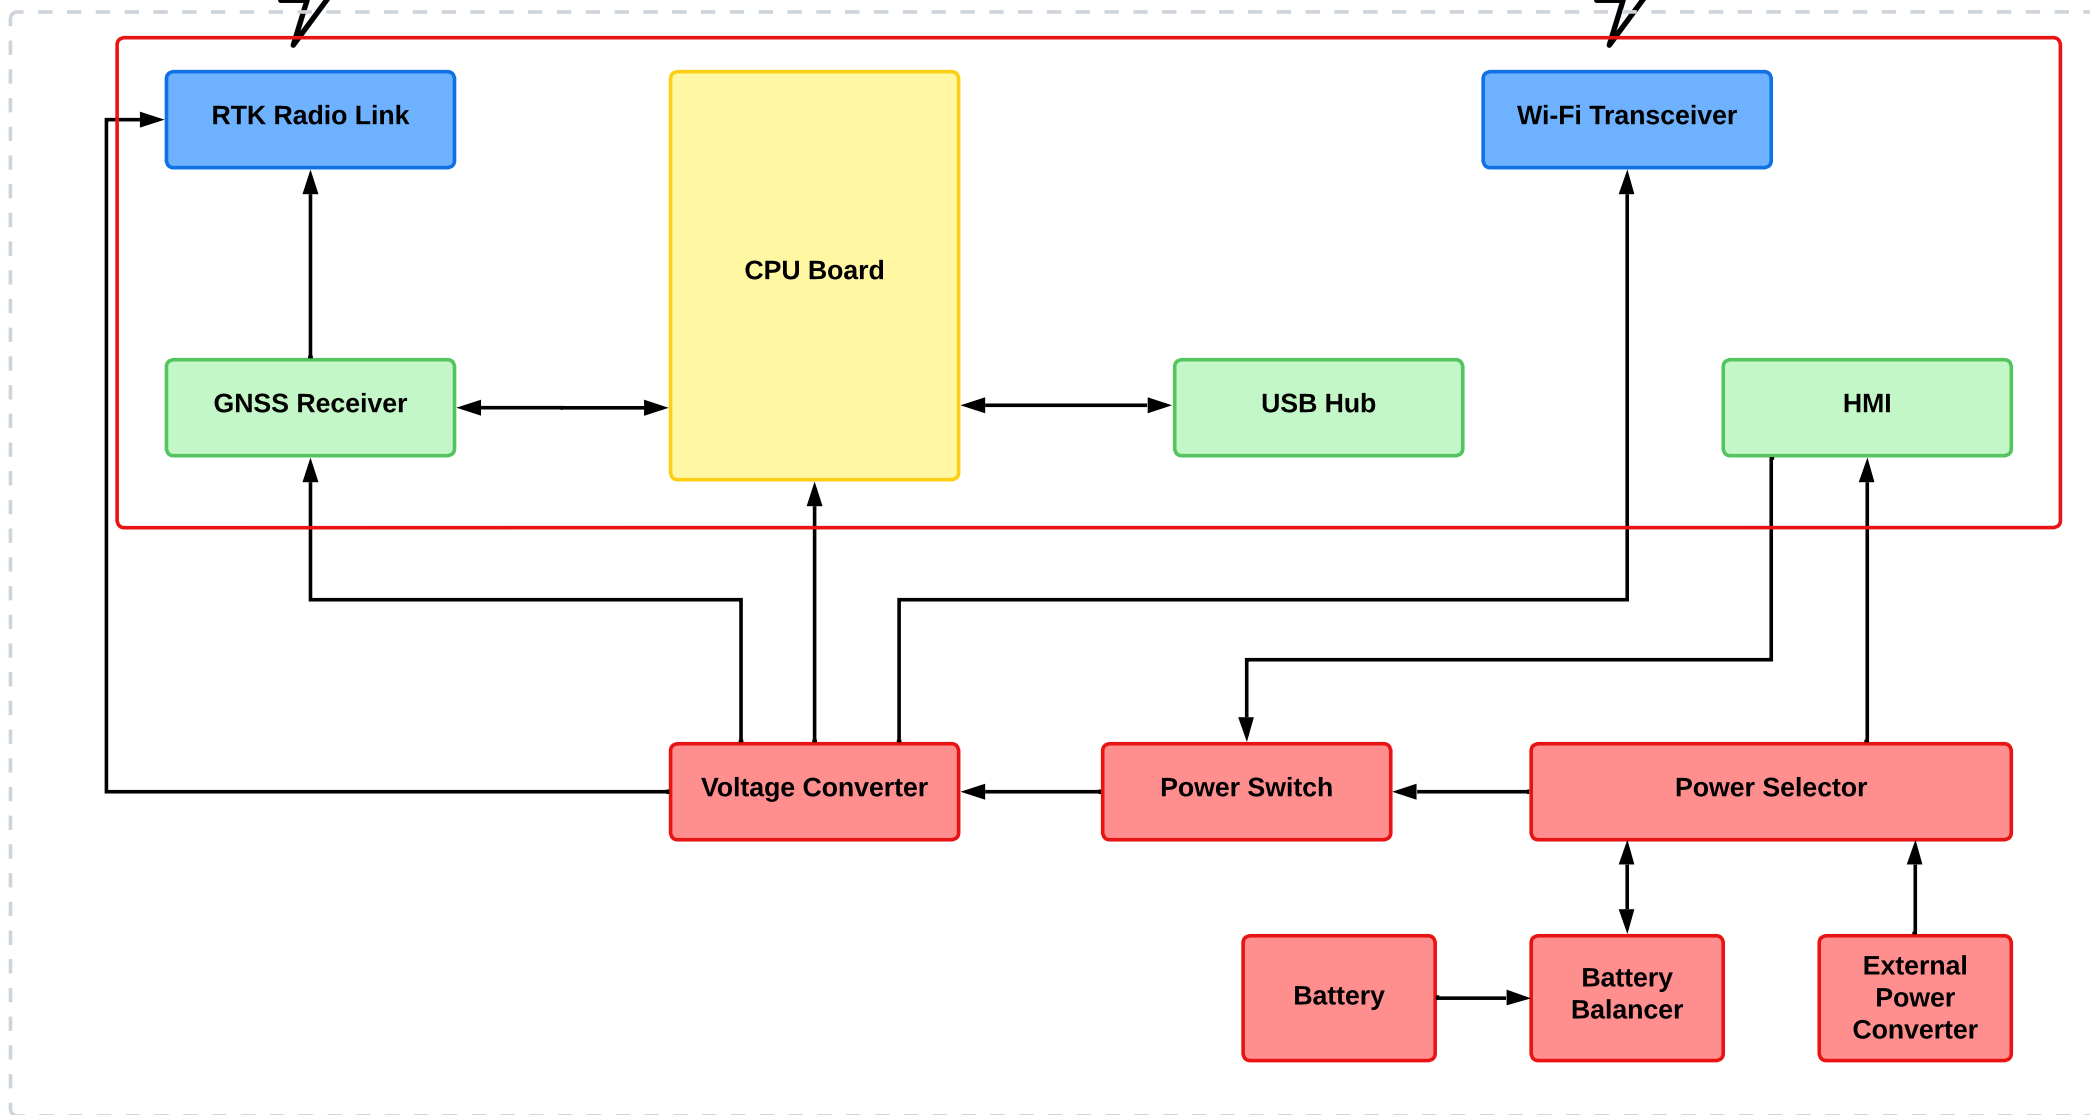 RTK Radio Link
CPU Board
Wi-Fi Transceiver
GNSS Receiver
USB Hub
HMI
Voltage Converter
Power Switch
Power Selector
Battery
Battery
Balancer
External
Power
Converter